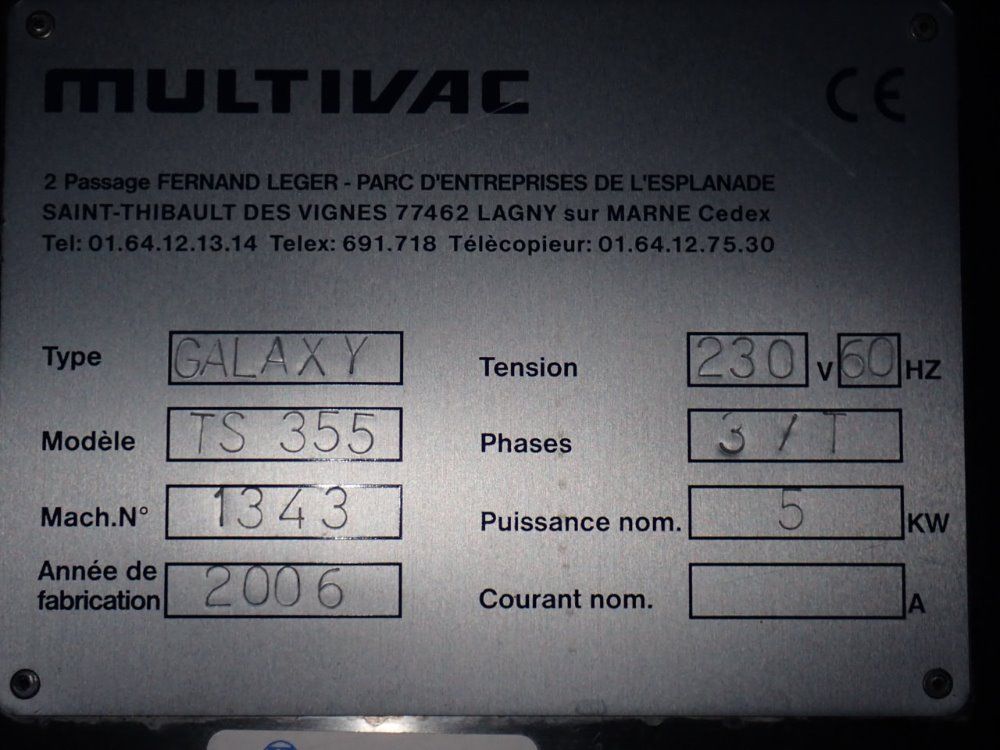 MULTIVAC CE
2 Passage FERNAND LEGER - PARC D'ENTREPRISES DE L'ESPLANADE
SAINT-THIBAULT DES VIGNES 77462 LAGNY sur MARNE Cedex
Tel: 01.64.12.13.14 Telex: 691.718 Télècopieur: 01.64.12.75.30
Type GALAXY
Modèle TS 355
Mach.N° 1343
Année de
fabrication 2006
Tension 230 V 60 HZ
Phases 3 / T
Puissance nom. 5 KW
Courant nom. A